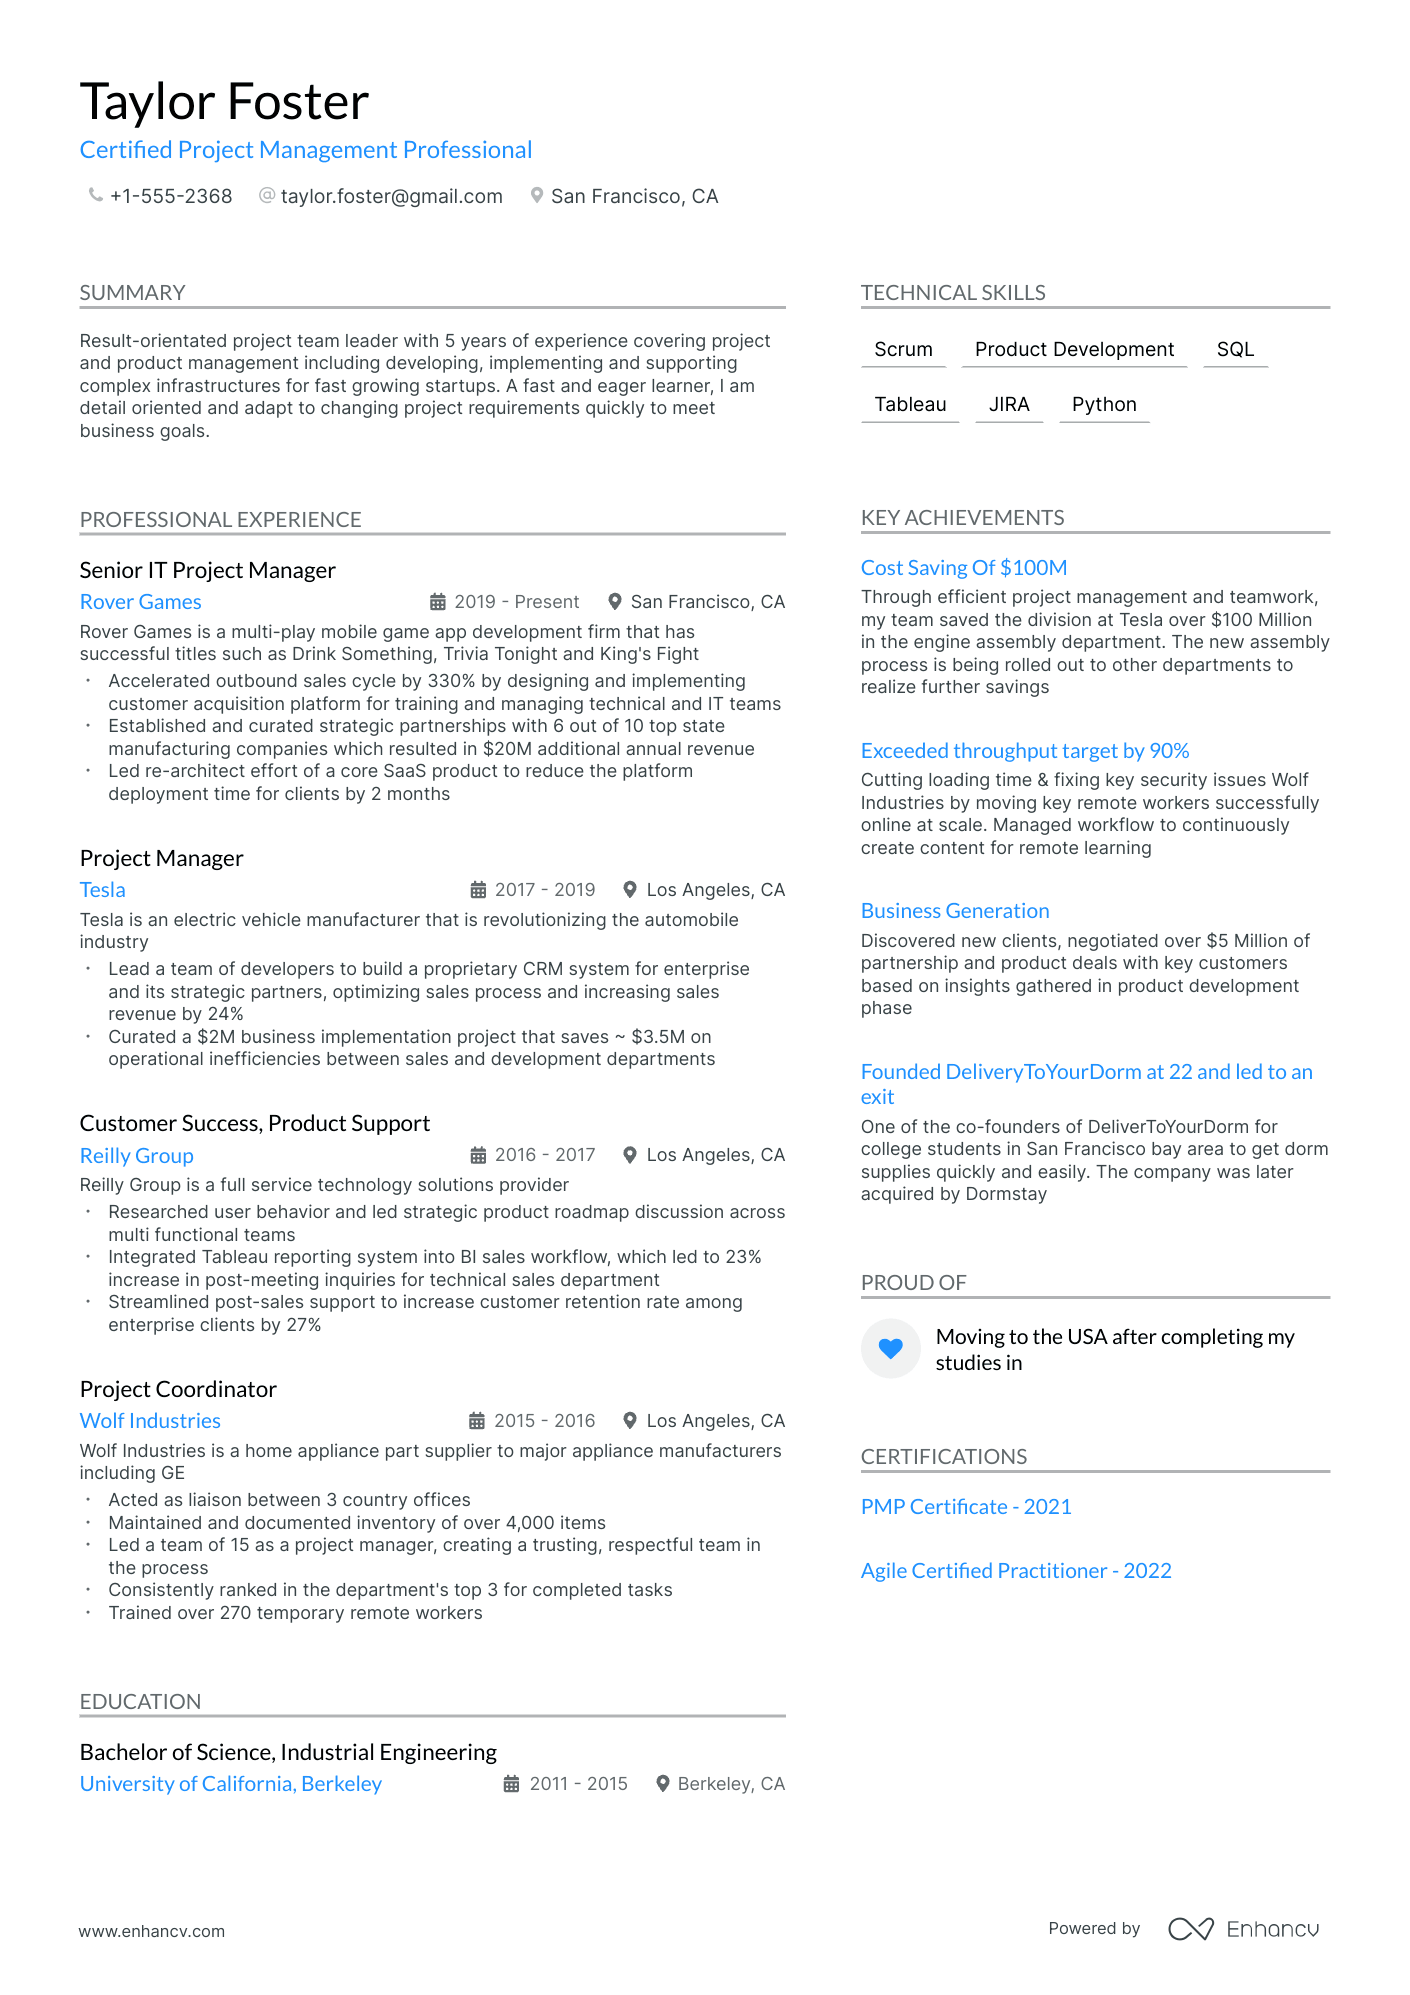 Taylor Foster
Certified Project Management Professional
+1-555-2368 taylor.foster@gmail.com San Francisco, CA
SUMMARY
Result-orientated project team leader with 5 years of experience covering project
and product management including developing, implementing and supporting
complex infrastructures for fast growing startups. A fast and eager learner, I am
detail oriented and adapt to changing project requirements quickly to meet
business goals.
PROFESSIONAL EXPERIENCE
Senior IT Project Manager
Rover Games 2019 - Present San Francisco, CA
Rover Games is a multi-play mobile game app development firm that has
successful titles such as Drink Something, Trivia Tonight and King's Fight
· Accelerated outbound sales cycle by 330% by designing and implementing
customer acquisition platform for training and managing technical and IT teams
· Established and curated strategic partnerships with 6 out of 10 top state
manufacturing companies which resulted in $20M additional annual revenue
· Led re-architect effort of a core SaaS product to reduce the platform
deployment time for clients by 2 months
Project Manager
Tesla 2017 - 2019 Los Angeles, CA
Tesla is an electric vehicle manufacturer that is revolutionizing the automobile
industry
· Lead a team of developers to build a proprietary CRM system for enterprise
and its strategic partners, optimizing sales process and increasing sales
revenue by 24%
· Curated a $2M business implementation project that saves ~ $3.5M on
operational inefficiencies between sales and development departments
Customer Success, Product Support
Reilly Group 2016 - 2017 Los Angeles, CA
Reilly Group is a full service technology solutions provider
· Researched user behavior and led strategic product roadmap discussion across
multi functional teams
· Integrated Tableau reporting system into BI sales workflow, which led to 23%
increase in post-meeting inquiries for technical sales department
· Streamlined post-sales support to increase customer retention rate among
enterprise clients by 27%
Project Coordinator
Wolf Industries 2015 - 2016 Los Angeles, CA
Wolf Industries is a home appliance part supplier to major appliance manufacturers
including GE
· Acted as liaison between 3 country offices
· Maintained and documented inventory of over 4,000 items
· Led a team of 15 as a project manager, creating a trusting, respectful team in
the process
· Consistently ranked in the department's top 3 for completed tasks
· Trained over 270 temporary remote workers
EDUCATION
Bachelor of Science, Industrial Engineering
University of California, Berkeley 2011 - 2015 Berkeley, CA
TECHNICAL SKILLS
Scrum Product Development SQL
Tableau JIRA Python
KEY ACHIEVEMENTS
Cost Saving Of $100M
Through efficient project management and teamwork,
my team saved the division at Tesla over $100 Million
in the engine assembly department. The new assembly
process is being rolled out to other departments to
realize further savings
Exceeded throughput target by 90%
Cutting loading time & fixing key security issues Wolf
Industries by moving key remote workers successfully
online at scale. Managed workflow to continuously
create content for remote learning
Business Generation
Discovered new clients, negotiated over $5 Million of
partnership and product deals with key customers
based on insights gathered in product development
phase
Founded DeliveryToYourDorm at 22 and led to an
exit
One of the co-founders of DeliverToYourDorm for
college students in San Francisco bay area to get dorm
supplies quickly and easily. The company was later
acquired by Dormstay
PROUD OF
Moving to the USA after completing my
studies in
CERTIFICATIONS
PMP Certificate - 2021
Agile Certified Practitioner - 2022
www.enhancv.com
Powered by Enhancv